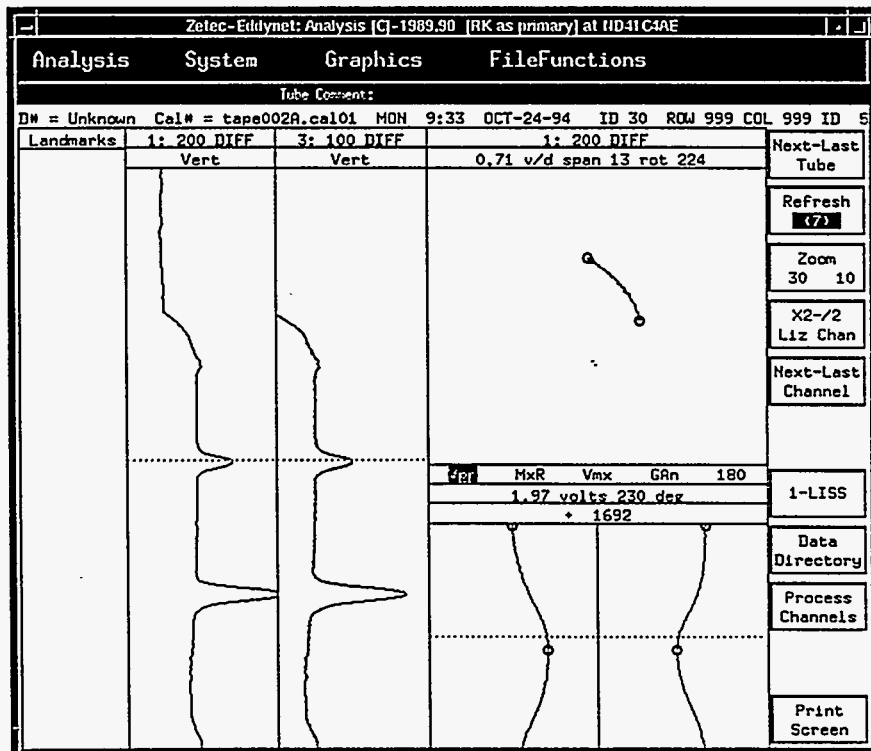 Zetec-Eddynet: Analysis [C]-1989,90 [RK as primary] at ND41C4AE
Analysis System Graphics FileFunctions
Tube Comment:
D# = Unknown Cal# = tape002A.cal01 MON 9:33 OCT-24-94 ID 30 ROW 999 COL 999 ID 5
Landmarks 1: 200 DIFF 3: 100 DIFF 1: 200 DIFF
Vert Vert 0.71 v/d span 13 rot 224
Next-Last
Tube
Refresh
(7)
Zoom
30 10
X2-/2
Liz Chan
Next-Last
Channel
MxR Vmx GAn 180
1.97 volts 230 deg
+ 1692
1-LISS
Data
Directory
Process
Channels
Print
Screen